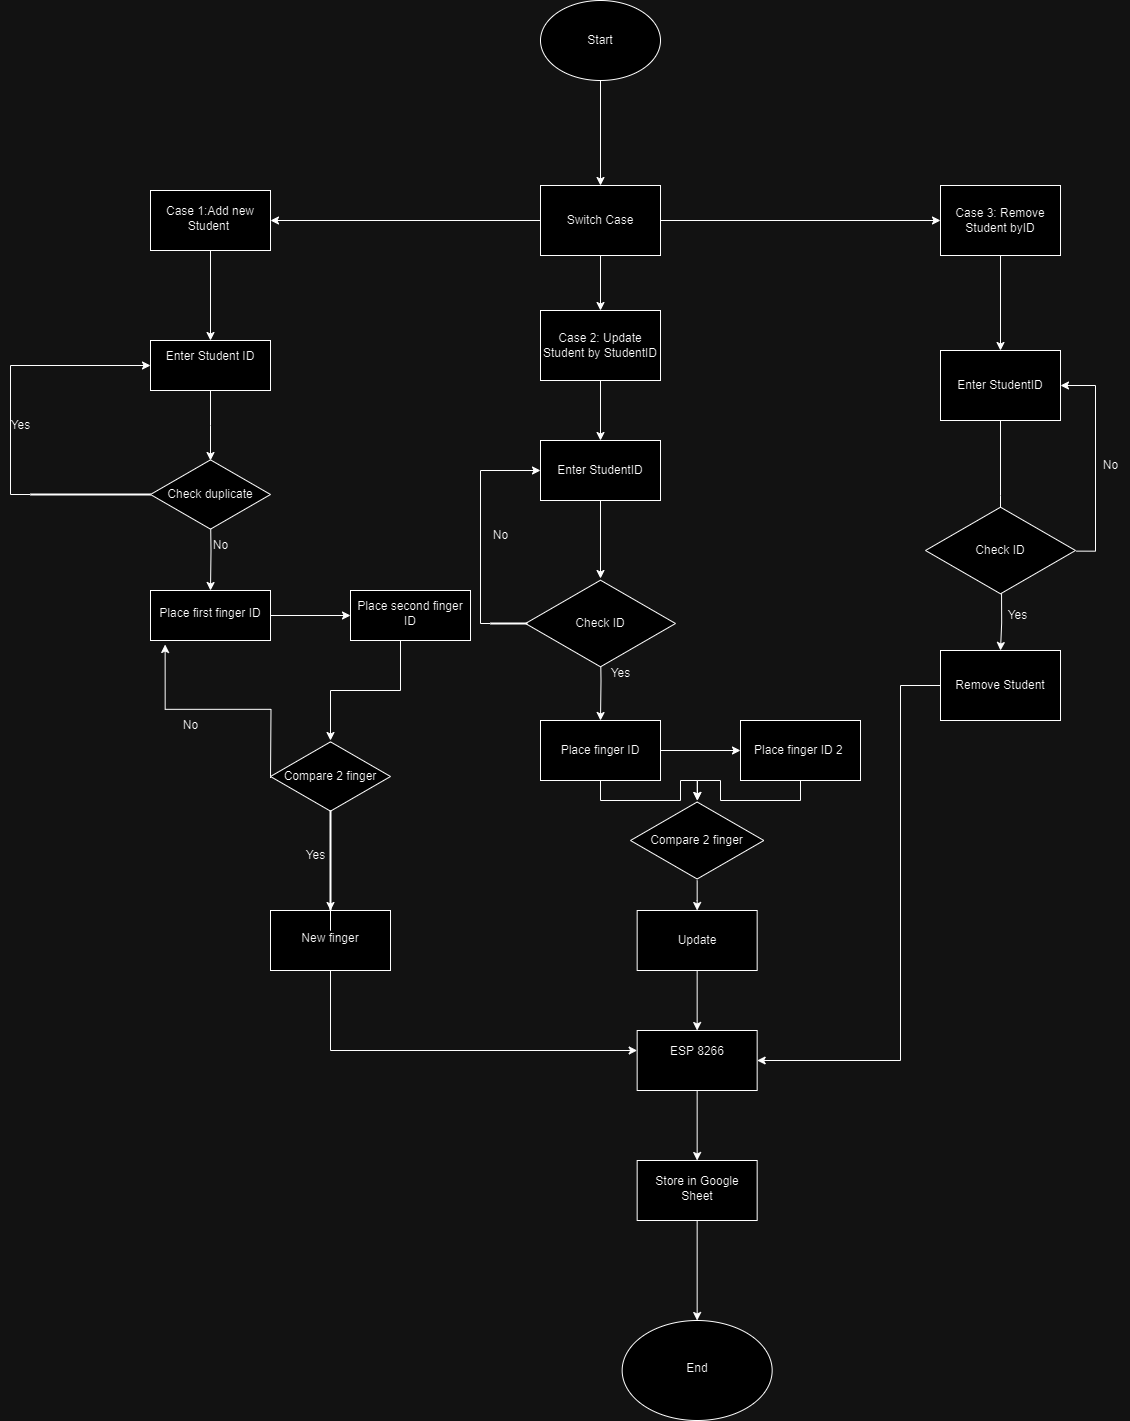 Start
Case 1:Add new
Student
Switch Case
Case 3: Remove
Student byID
Case 2: Update
Student by StudentID
Enter Student ID
Enter StudentID
Yes
Enter StudentID
No
Check duplicate
No
No
Check ID
Place first finger ID
Place second finger
ID
Check ID
Yes
Yes
Remove Student
No
Place finger ID
Place finger ID 2
Compare 2 finger
Compare 2 finger
Yes
New finger
Update
ESP 8266
Store in Google
Sheet
End